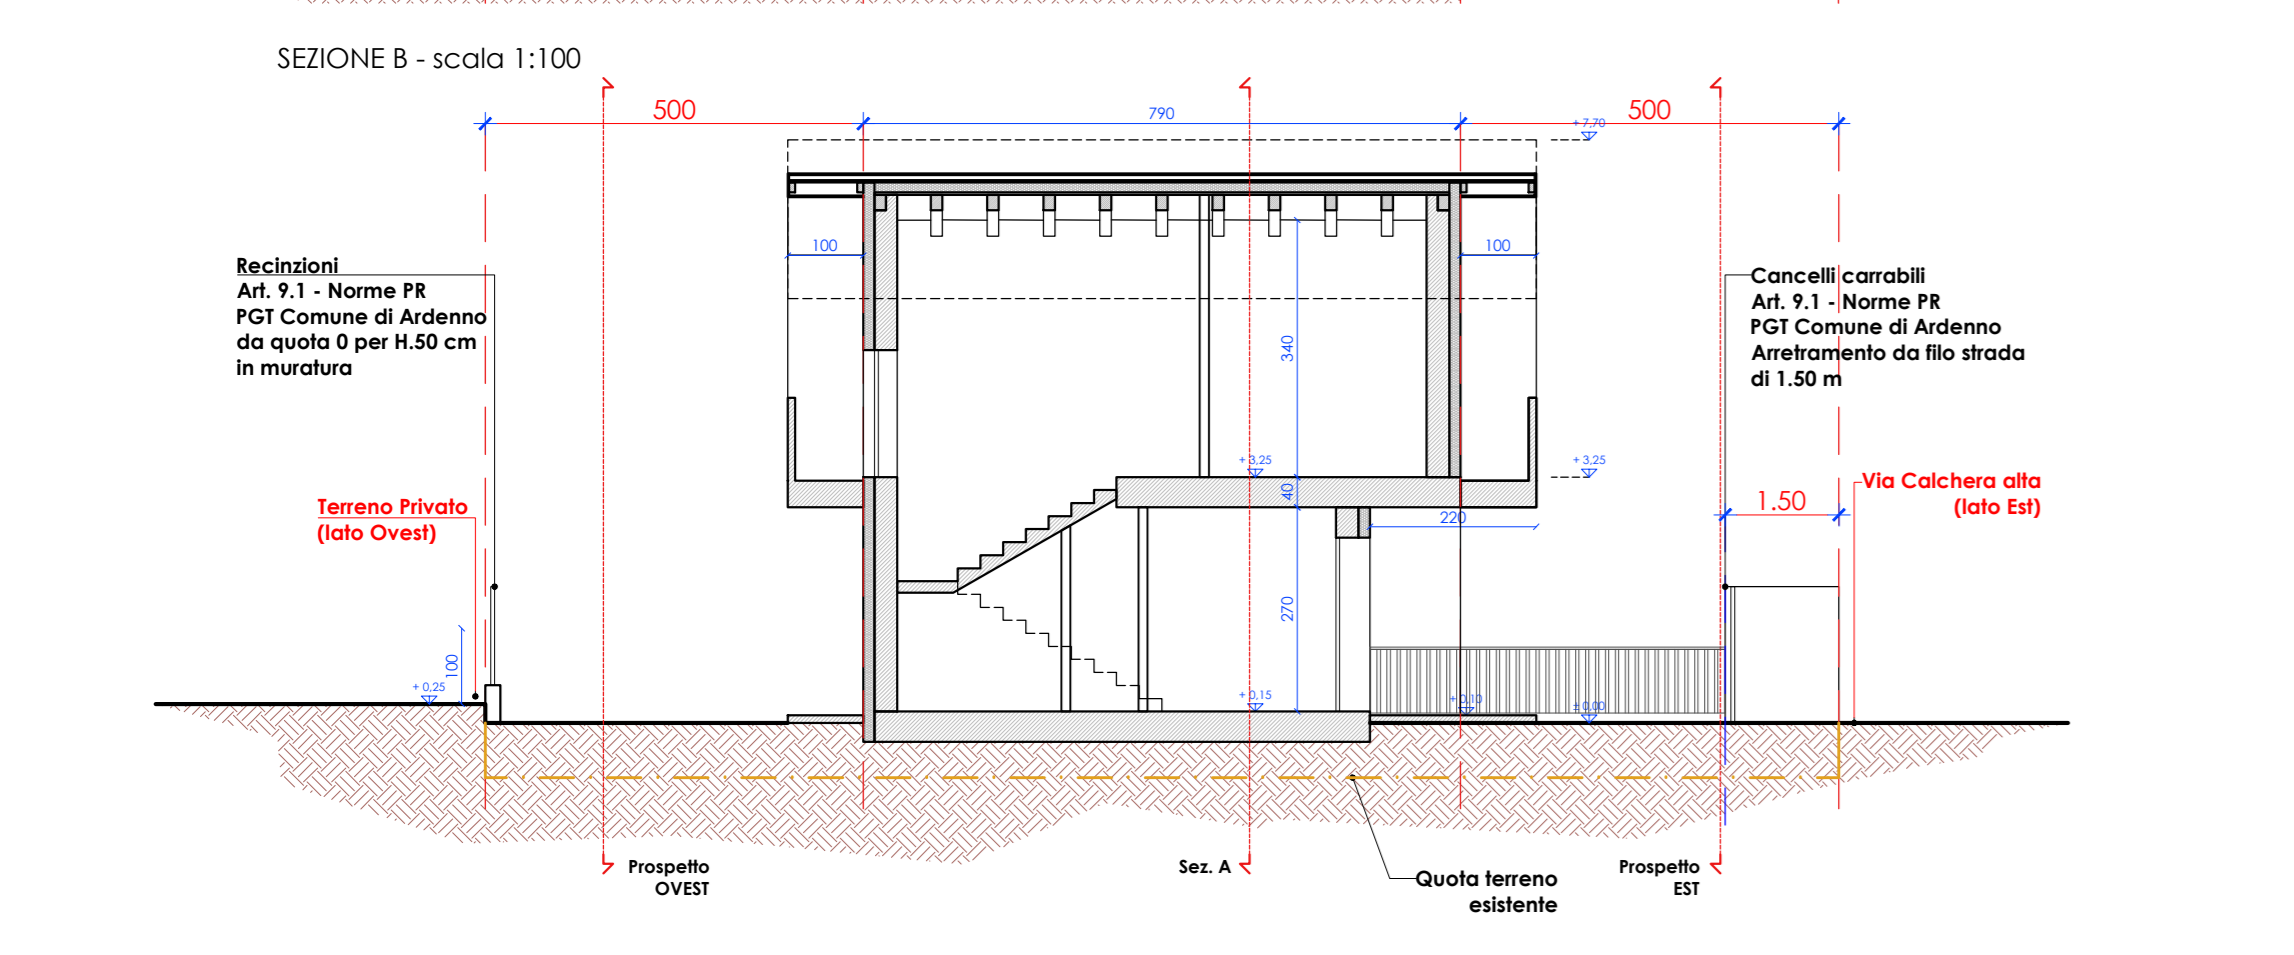 SEZIONE B - scala 1:100
500
790
500
+ 7,70
100
100
Recinzioni
Art. 9.1 - Norme PR
PGT Comune di Ardenno
da quota 0 per H.50 cm
in muratura
Cancelli carrabili
Art. 9.1 - Norme PR
PGT Comune di Ardenno
Arretramento da filo strada
di 1.50 m
340
+ 3,25
+ 3,25
40
220
1.50
Via Calchera alta
(lato Est)
Terreno Privato
(lato Ovest)
270
100
+ 0,25
+ 0,15
+ 0,10
± 0,00
Prospetto
OVEST
Sez. A
Prospetto
EST
Quota terreno
esistente